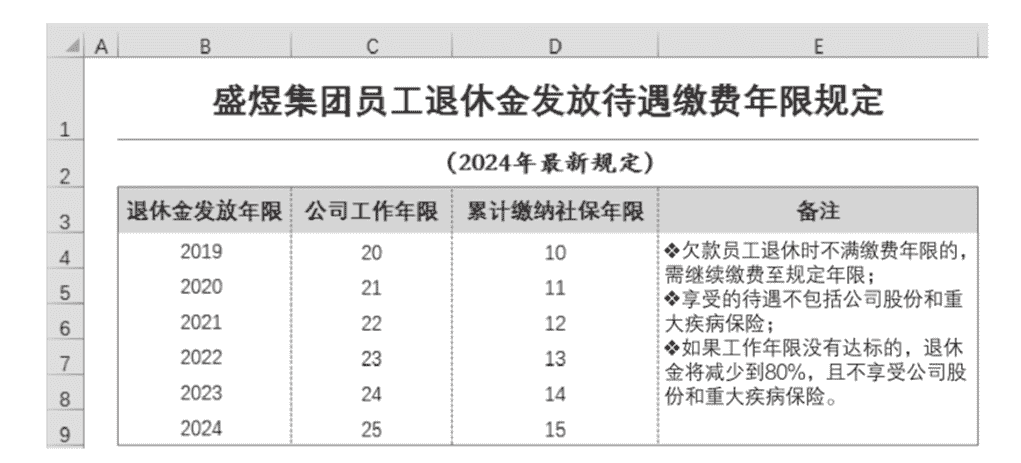 A B C D E
1 盛煜集团员工退休金发放待遇缴费年限规定
2 （2024年最新规定）
3 退休金发放年限 公司工作年限 累计缴纳社保年限 备注
4 2019 20 10
5 2020 21 11
6 2021 22 12
7 2022 23 13
8 2023 24 14
9 2024 25 15
❖欠款员工退休时不满缴费年限的，
需继续缴费至规定年限；
❖享受的待遇不包括公司股份和重
大疾病保险；
❖如果工作年限没有达标的，退休
金将减少到80%，且不享受公司股
份和重大疾病保险。